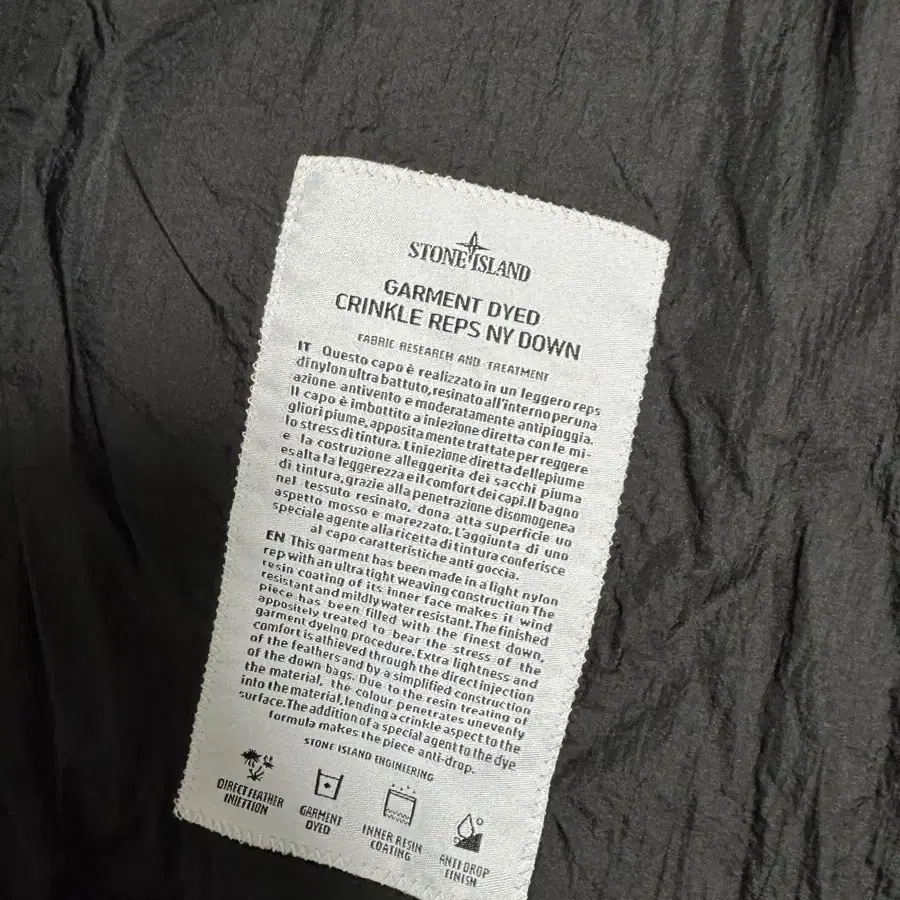 STONE ISLAND
GARMENT DYED
CRINKLE REPS NY DOWN
FABRIC RESEARCH AND TREATMENT
IT Questo capo è realizzato in un leggero reps
di nylon ultra battuto, resinato all'interno per una
azione antivento e moderatamente antipioggia.
Il capo è imbottito a iniezione diretta con le mi-
gliori piume, appositamente trattate per reggere
lo stress di tintura. L'iniezione diretta delle piume
e la costruzione alleggerita dei sacchi piuma
esalta la leggerezza e il comfort dei capi. Il bagno
di tintura, grazie alla penetrazione disomogenea
nel tessuto resinato, dona alla superficie un
aspetto mosso e marezzato. L'aggiunta di uno
speciale agente alla ricetta di tintura conferisce
al capo caratteristiche anti goccia.
EN This garment has been made in a light nylon
rep with an ultra tight weaving construction The
resin coating of its inner face makes it wind
resistant and mildly water resistant. The finished
piece has been filled with the finest down,
appositely treated to bear the stress of the
garment dyeing procedure. Extra lightness and
comfort is achieved through the direct injection
of the feathers and by a simplified construction
of the down bags. Due to the resin treating of
the material, the colour penetrates unevenly
into the material, lending a crinkle aspect to the
surface. The addition of a special agent to the dye
formula makes the piece anti-drop.
STONE ISLAND ENGINEERING
DIRECT FEATHER
INJETTION
GARMENT
DYED
INNER RESIN
COATING
ANTI DROP
FINISH